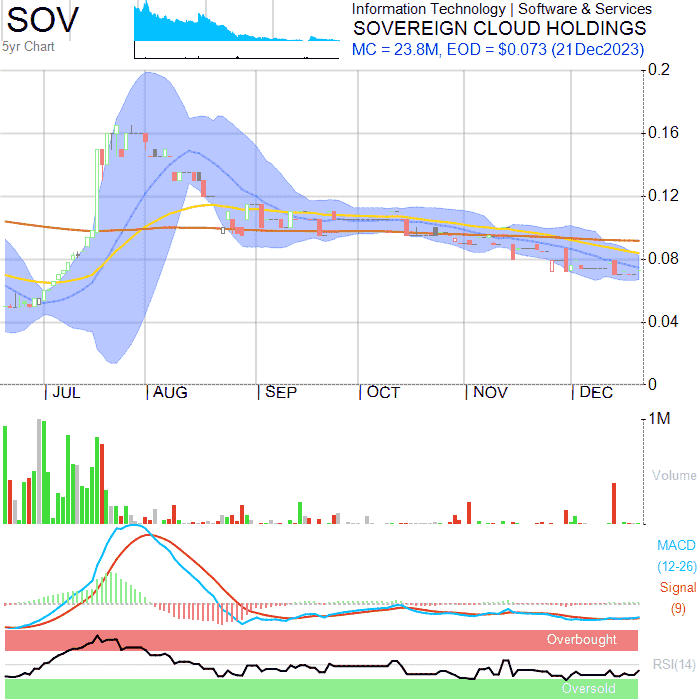 SOV
5yr Chart
Information Technology | Software & Services
SOVEREIGN CLOUD HOLDINGS
MC = 23.8M, EOD = $0.073 (21Dec2023)
0.2
0.16
0.12
0.08
0.04
0
JUL AUG SEP OCT NOV DEC
1M
Volume
MACD
(12-26)
Signal
(9)
Overbought
RSI(14)
Oversold